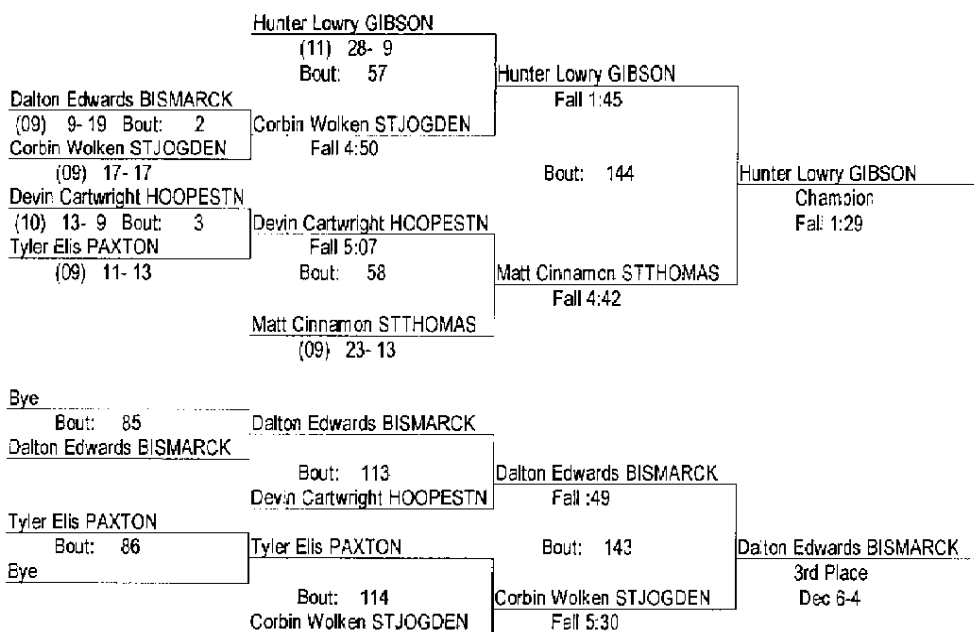 Hunter Lowry GIBSON
(11) 28- 9
Bout: 57
Hunter Lowry GIBSON
Fall 1:45
Dalton Edwards BISMARCK
(09) 9- 19 Bout: 2
Corbin Wolken STJOGDEN
Corbin Wolken STJOGDEN
Fall 4:50
(09) 17- 17
Bout: 144
Hunter Lowry GIBSON
Champion
Fall 1:29
Devin Cartwright HOOPESTN
(10) 13- 9 Bout: 3
Devin Cartwright HOOPESTN
Tyler Elis PAXTON
Fall 5:07
(09) 11- 13
Bout: 58
Matt Cinnamon STTHOMAS
Fall 4:42
Matt Cinnamon STTHOMAS
(09) 23- 13
Bye
Bout: 85
Dalton Edwards BISMARCK
Dalton Edwards BISMARCK
Bout: 113
Dalton Edwards BISMARCK
Devin Cartwright HOOPESTN
Fall :49
Tyler Elis PAXTON
Bout: 86
Tyler Elis PAXTON
Bye
Bout: 143
Dalton Edwards BISMARCK
3rd Place
Dec 6-4
Bout: 114
Corbin Wolken STJOGDEN
Corbin Wolken STJOGDEN
Fall 5:30